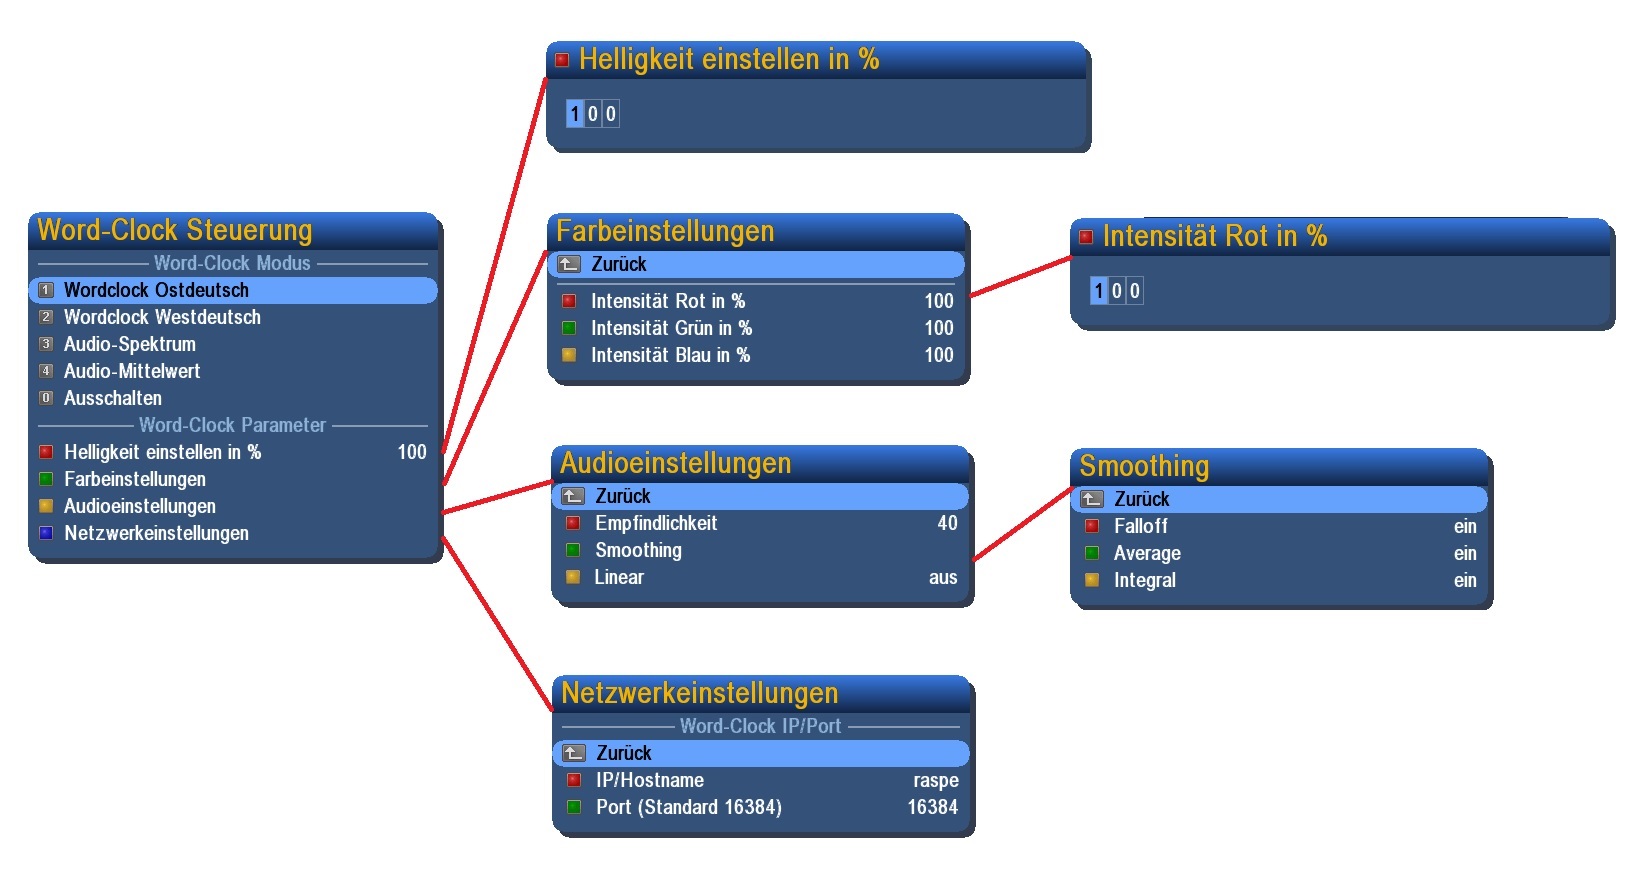 Helligkeit einstellen in %
100
Word-Clock Steuerung
Word-Clock Modus
1 Wordclock Ostdeutsch
2 Wordclock Westdeutsch
3 Audio-Spektrum
4 Audio-Mittelwert
0 Ausschalten
Word-Clock Parameter
Helligkeit einstellen in % 100
Farbeinstellungen
Audioeinstellungen
Netzwerkeinstellungen
Farbeinstellungen
Zurück
Intensität Rot in % 100
Intensität Grün in % 100
Intensität Blau in % 100
Intensität Rot in %
100
Audioeinstellungen
Zurück
Empfindlichkeit 40
Smoothing
Linear aus
Smoothing
Zurück
Falloff ein
Average ein
Integral ein
Netzwerkeinstellungen
Word-Clock IP/Port
Zurück
IP/Hostname raspe
Port (Standard 16384) 16384